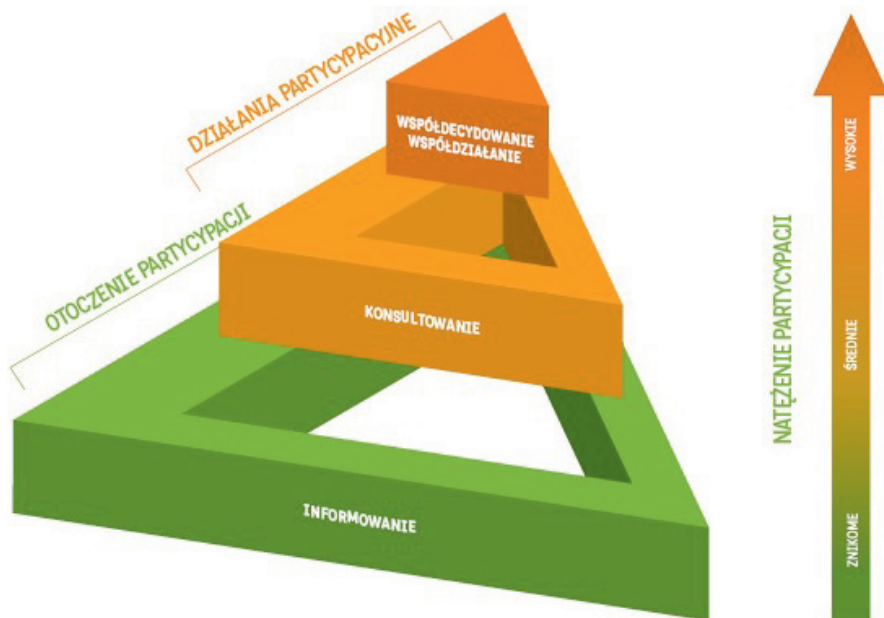 DZIAŁANIA PARTYCYPACYJNE
OTOCZENIE PARTYCYPACJI
WSPÓŁDECYDOWANIE
WSPÓŁDZIAŁANIE
KONSULTOWANIE
INFORMOWANIE
NATĘŻENIE PARTYCYPACJI
WYSOKIE
ŚREDNIE
ZNIKOME